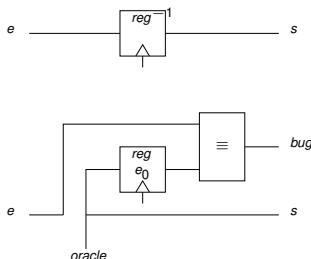 e reg⁻¹ s
≡ bug
reg
e₀
e s
oracle